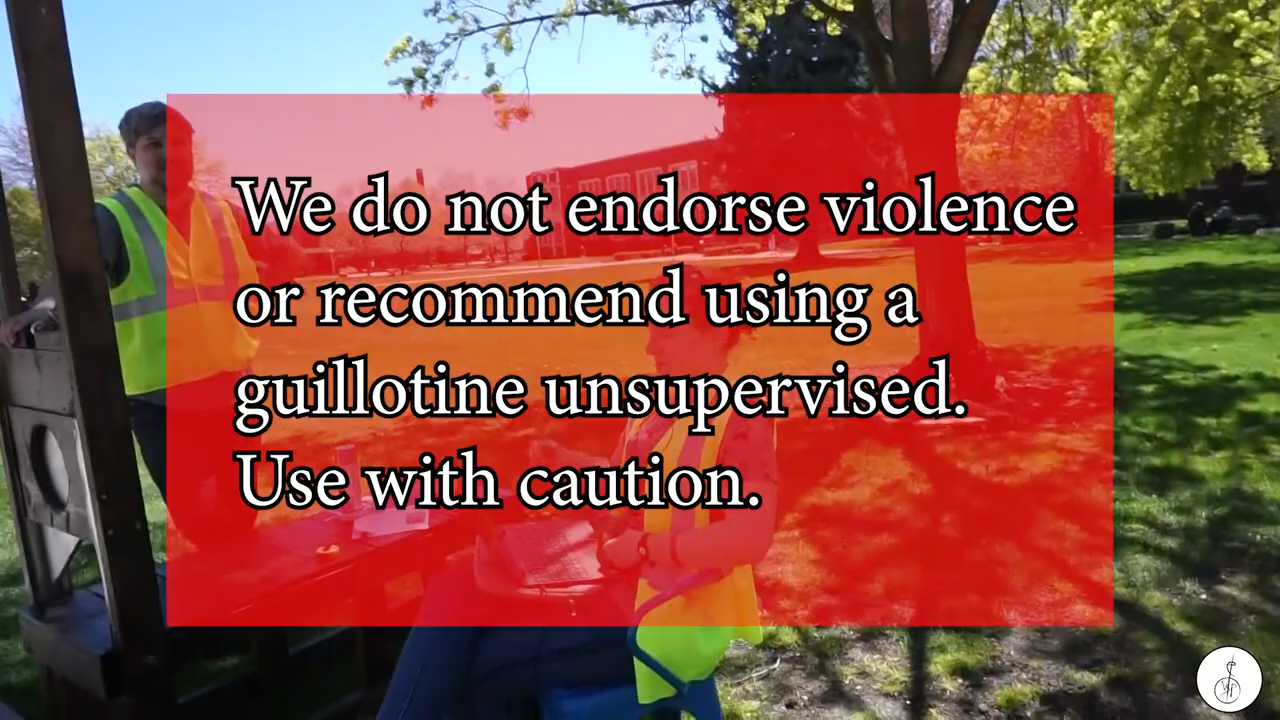 We do not endorse violence
or recommend using a
guillotine unsupervised.
Use with caution.